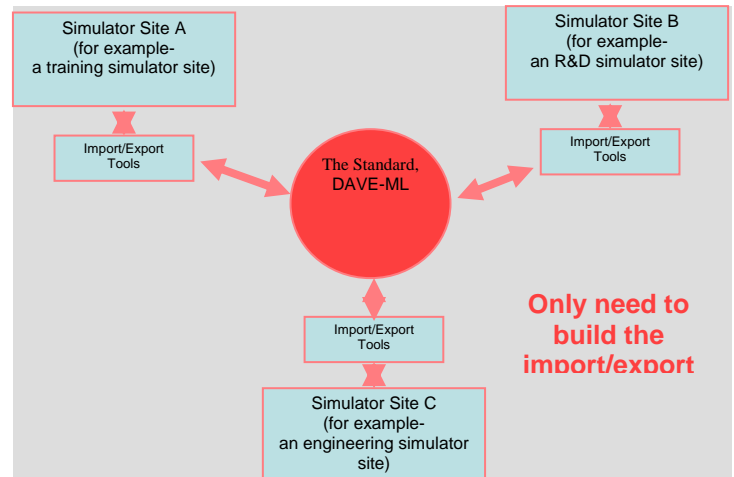 Simulator Site A
(for example-
a training simulator site)
Simulator Site B
(for example-
an R&D simulator site)
Import/Export
Tools
Import/Export
Tools
The Standard,
DAVE-ML
Import/Export
Tools
Only need to
build the
import/export
Simulator Site C
(for example-
an engineering simulator
site)